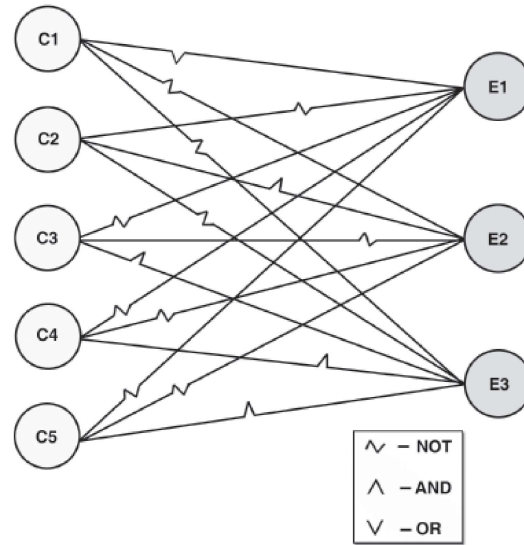 C1
C2
C3
C4
C5
E1
E2
E3
– NOT
– AND
– OR